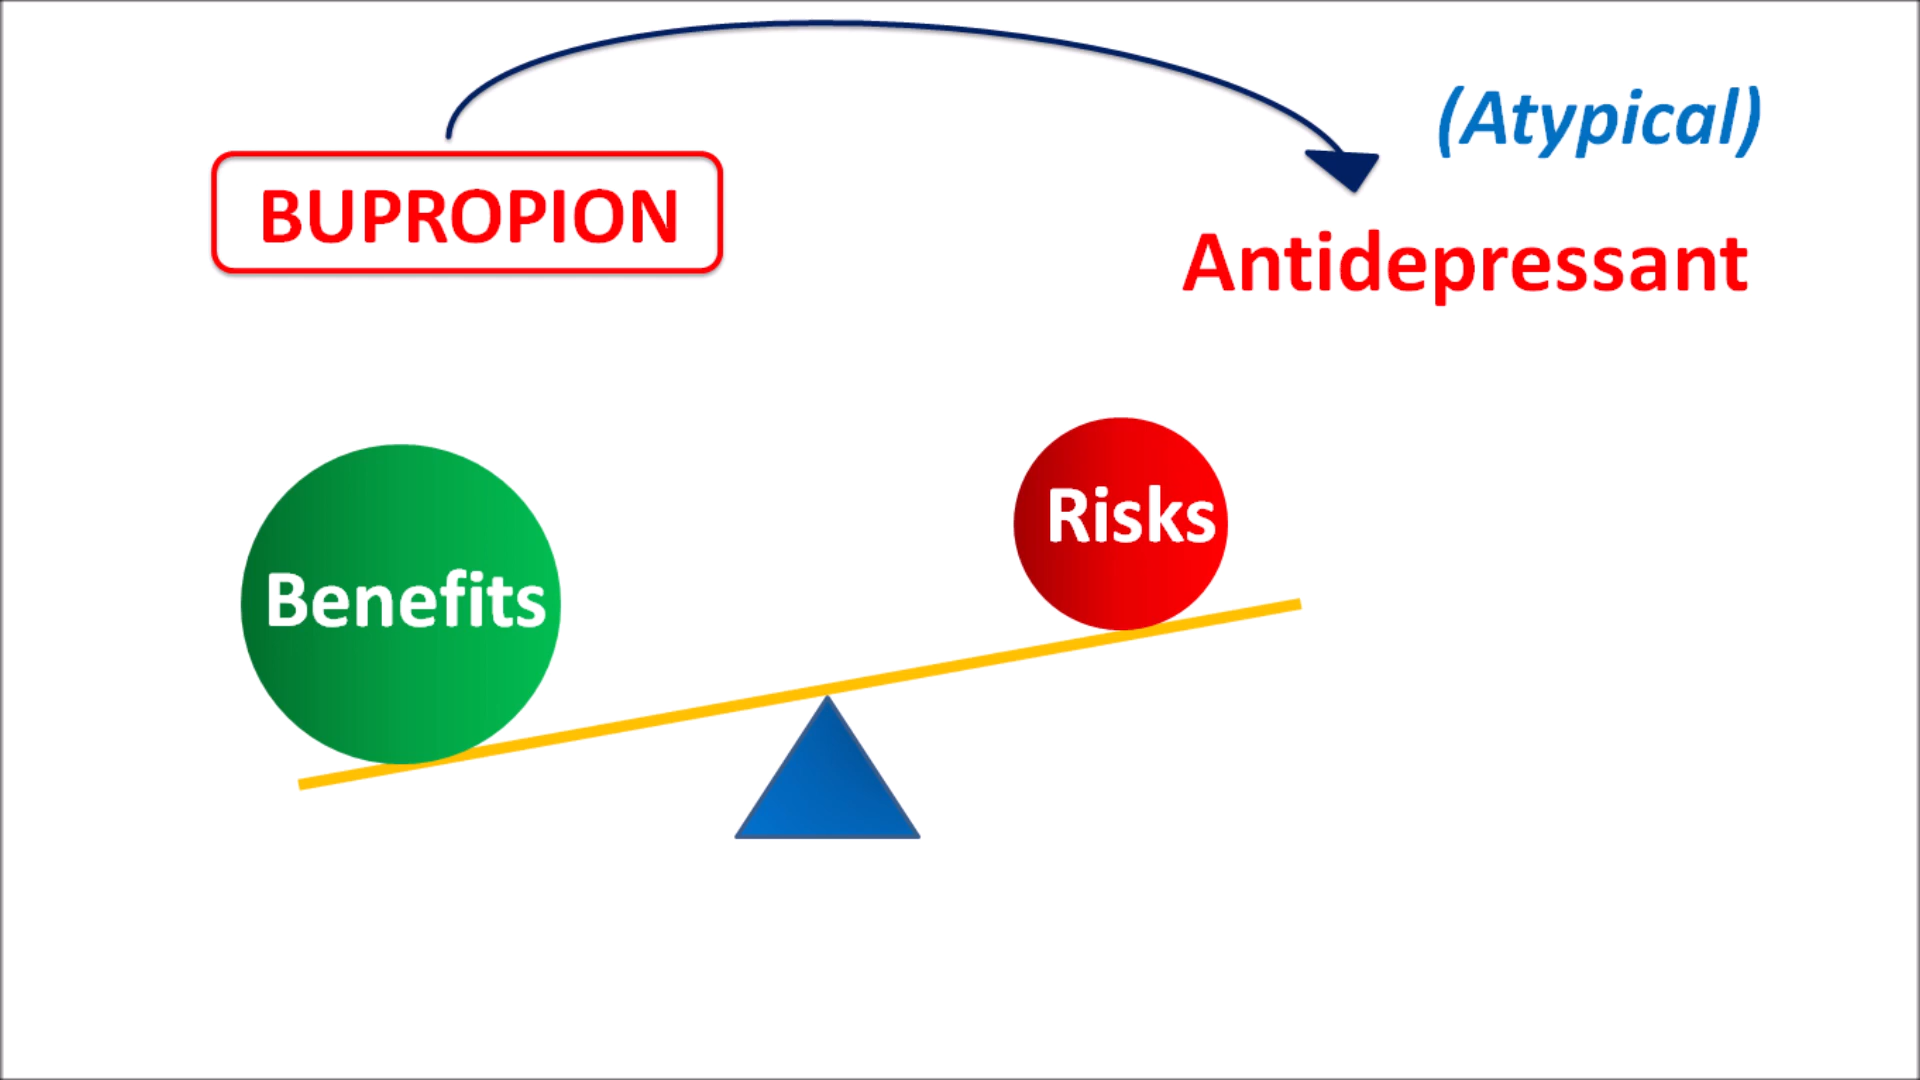 (Atypical)
BUPROPION
Antidepressant
Benefits
Risks